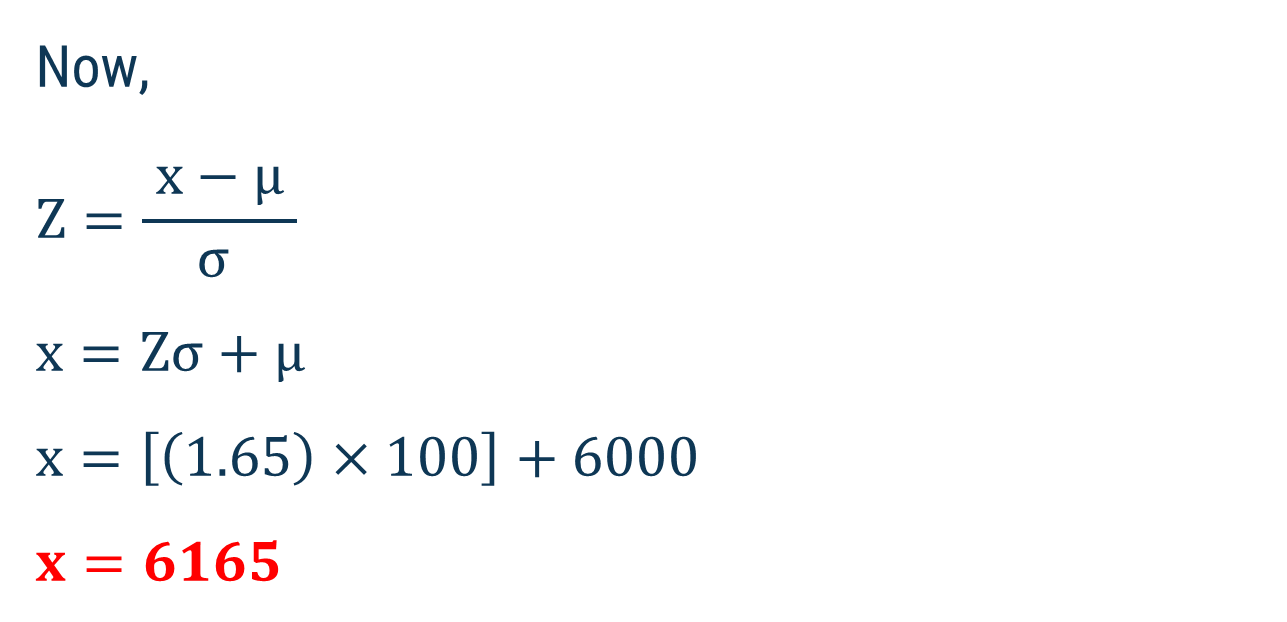 Now,
Z = (x − μ)/σ
x = Zσ + μ
x = [(1.65) × 100] + 6000
x = 6165